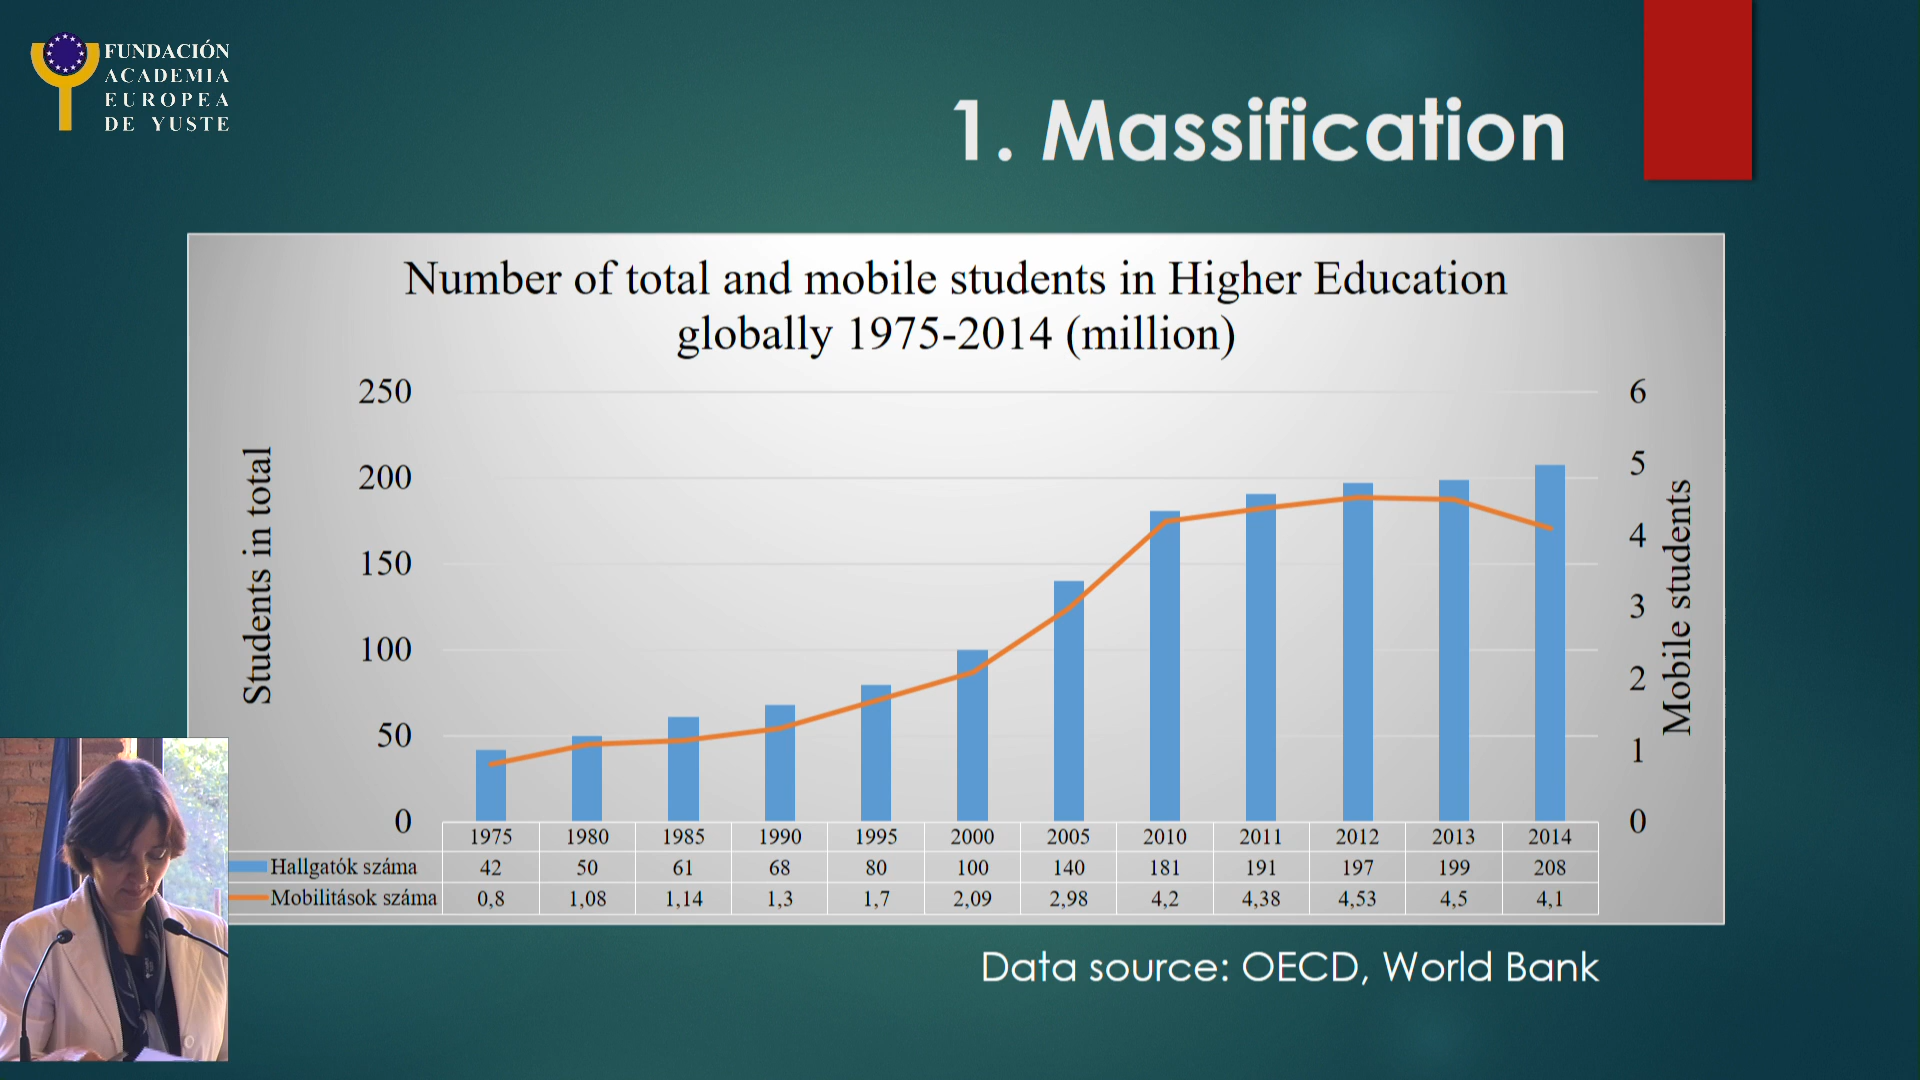 FUNDACIÓN
ACADEMIA
EUROPEA
DE YUSTE
1. Massification
Number of total and mobile students in Higher Education
globally 1975-2014 (million)
Students in total
250
200
150
100
50
0
6
5
4
3
2
1
0
Mobile students
1975 1980 1985 1990 1995 2000 2005 2010 2011 2012 2013 2014
Hallgatók száma 42 50 61 68 80 100 140 181 191 197 199 208
Mobilitások száma 0,8 1,08 1,14 1,3 1,7 2,09 2,98 4,2 4,38 4,53 4,5 4,1
Data source: OECD, World Bank